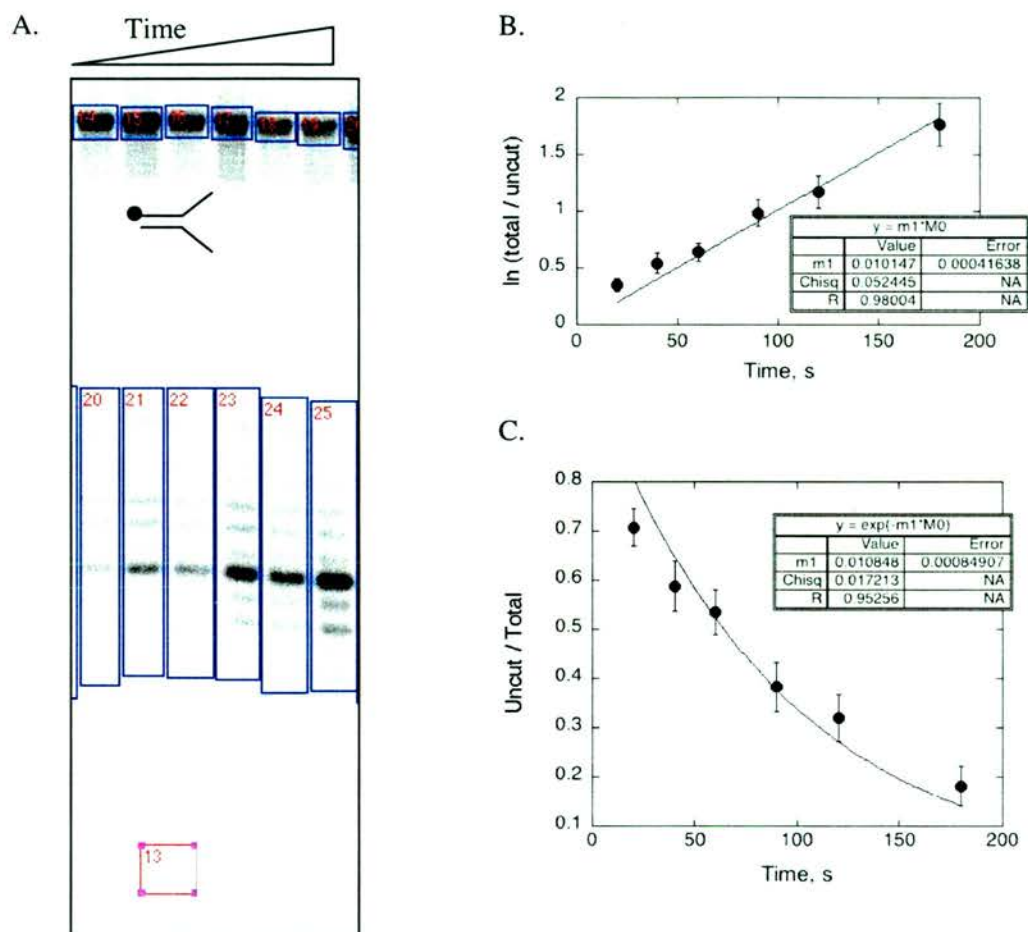 A.
Time
20
21
22
23
24
25
13
B.
ln (total / uncut)
2
1.5
1
0.5
0
0 50 100 150 200
Time, s
y = m1*M0
Value Error
m1 0.010147 0.00041638
Chisq 0.052445 NA
R 0.98004 NA
C.
Uncut / Total
0.8
0.7
0.6
0.5
0.4
0.3
0.2
0.1
0 50 100 150 200
Time, s
y = exp(-m1*M0)
Value Error
m1 0.010848 0.00084907
Chisq 0.017213 NA
R 0.95256 NA